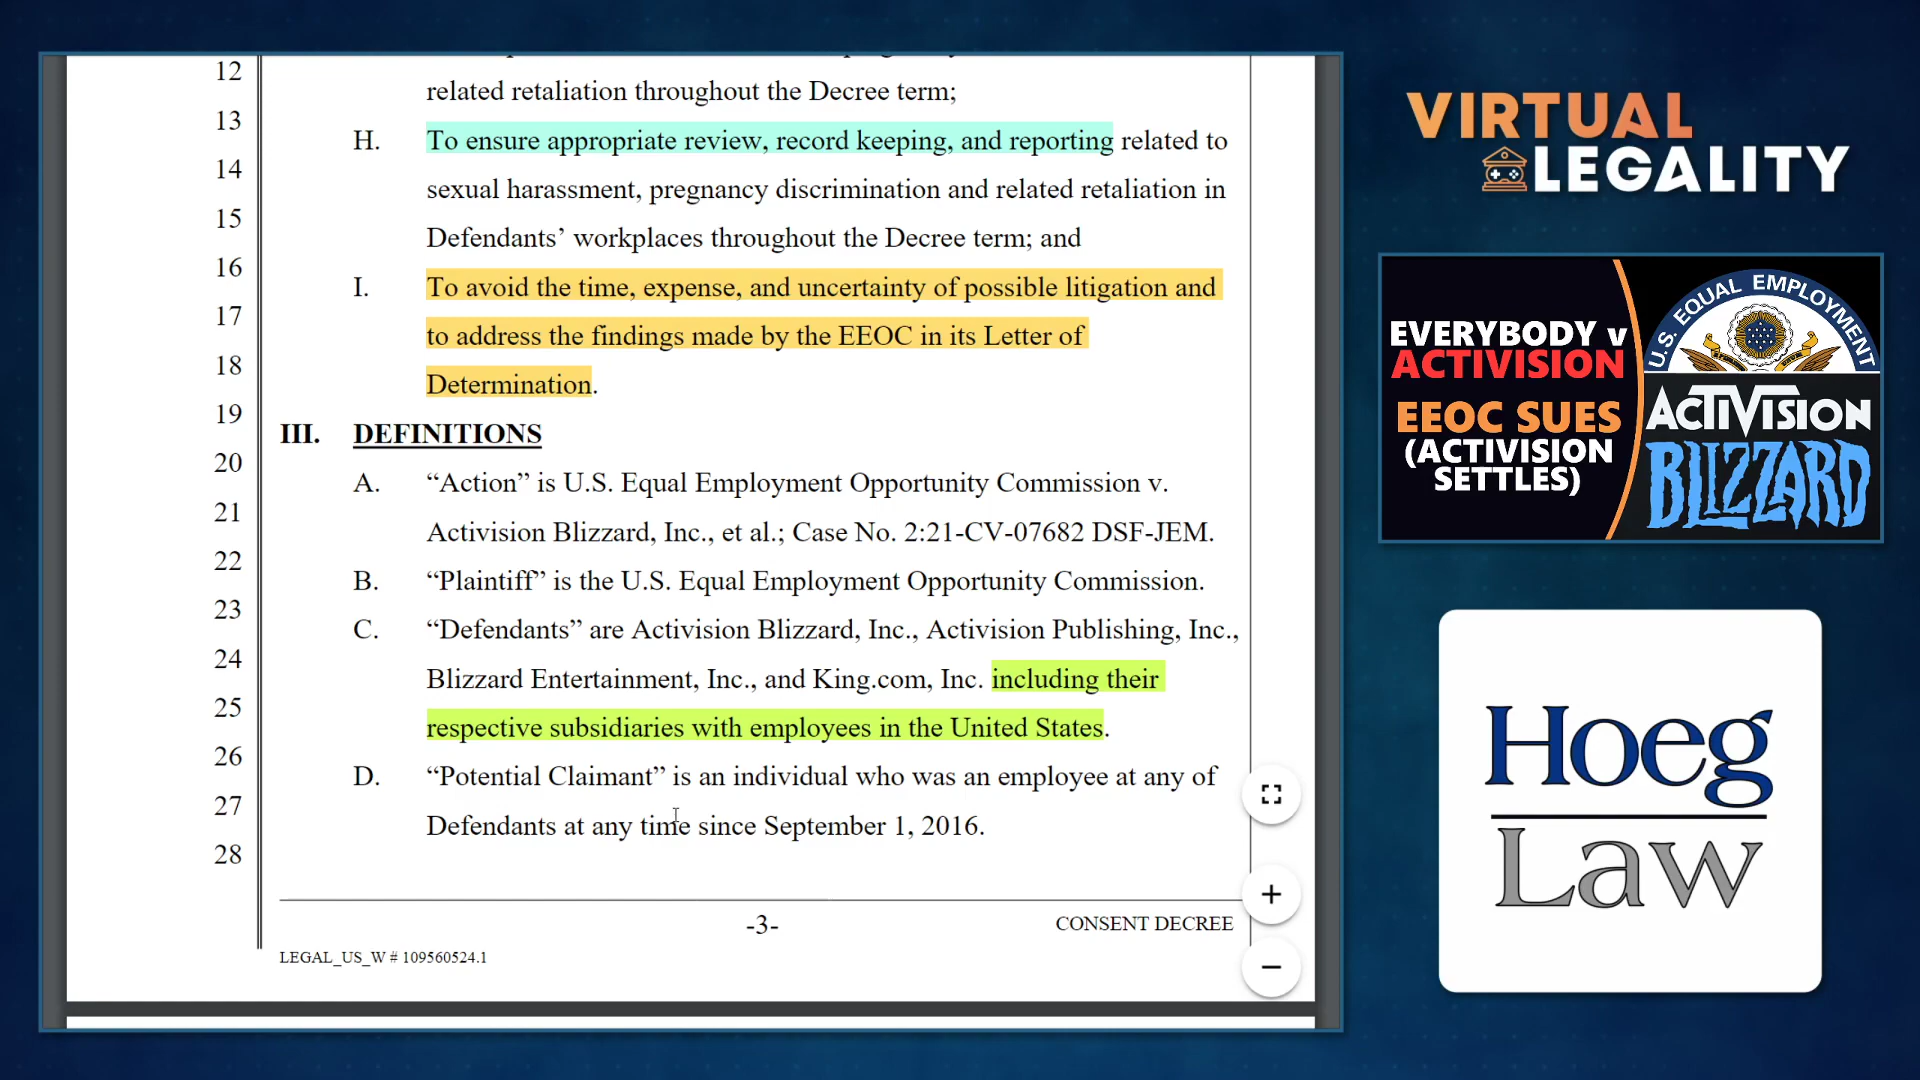 12
related retaliation throughout the Decree term;
13
H. To ensure appropriate review, record keeping, and reporting related to
14
sexual harassment, pregnancy discrimination and related retaliation in
15
Defendants’ workplaces throughout the Decree term; and
16
I. To avoid the time, expense, and uncertainty of possible litigation and
17
to address the findings made by the EEOC in its Letter of
18
Determination.
19
III. DEFINITIONS
20
A. “Action” is U.S. Equal Employment Opportunity Commission v.
21
Activision Blizzard, Inc., et al.; Case No. 2:21-CV-07682 DSF-JEM.
22
B. “Plaintiff” is the U.S. Equal Employment Opportunity Commission.
23
C. “Defendants” are Activision Blizzard, Inc., Activision Publishing, Inc.,
24
Blizzard Entertainment, Inc., and King.com, Inc. including their
25
respective subsidiaries with employees in the United States.
26
D. “Potential Claimant” is an individual who was an employee at any of
27
Defendants at any time since September 1, 2016.
28
-3-
CONSENT DECREE
LEGAL_US_W # 109560524.1
VIRTUAL
LEGALITY
EVERYBODY v
ACTIVISION
EEOC SUES
(ACTIVISION
SETTLES)
U.S. EQUAL EMPLOYMENT
ACTIVISION
BLIZZARD
Hoeg
Law